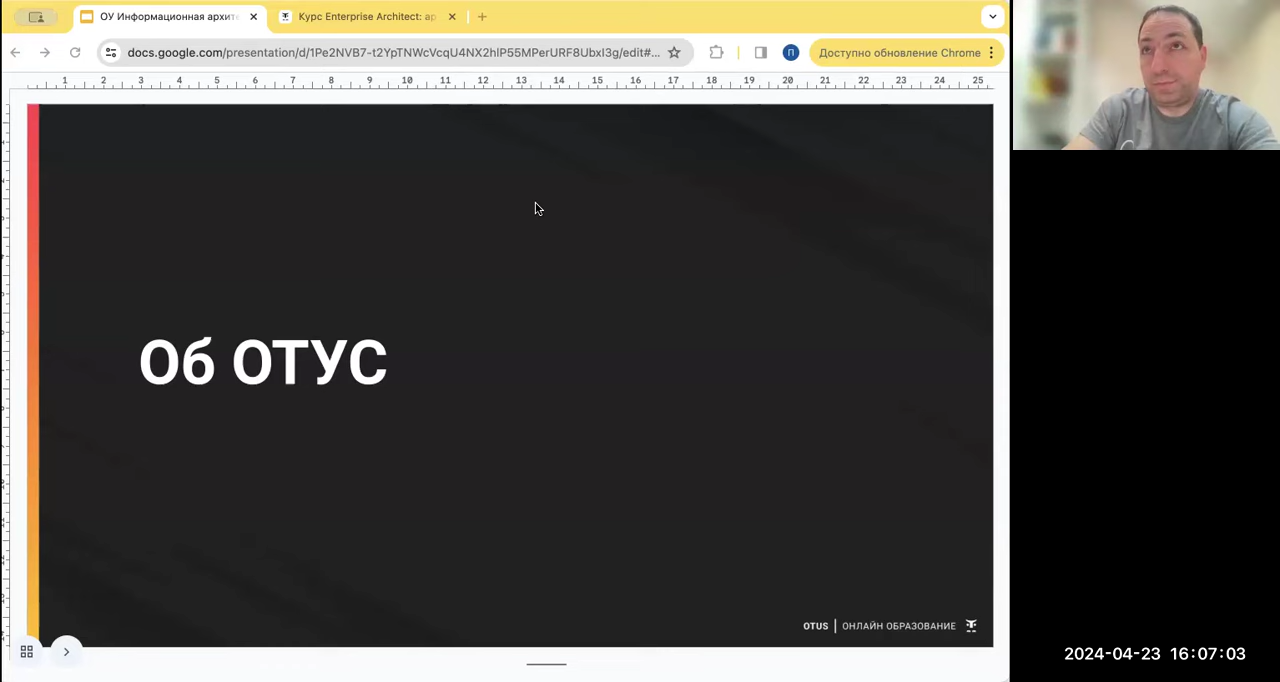 ОУ Информационная архит
Курс Enterprise Architect: ар
docs.google.com/presentation/d/1Pe2NVB7-t2YpTNWcVcqU4NX2hlP55MPerURF8UbxI3g/edit#...
П
Доступно обновление Chrome
1 2 3 4 5 6 7 8 9 10 11 12 13 14 15 16 17 18 19 20 21 22 23 24 25
Об ОТУС
OTUS | ОНЛАЙН ОБРАЗОВАНИЕ
2024-04-23 16:07:03